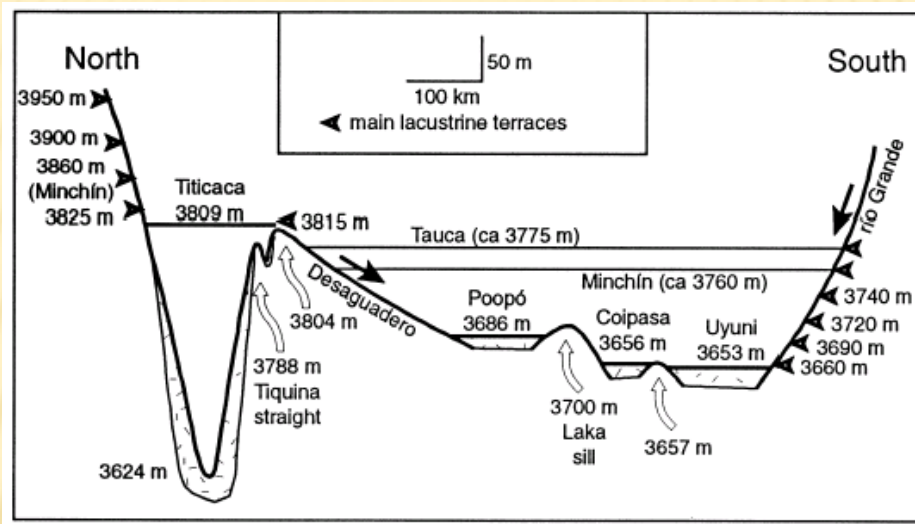 North
South
50 m
100 km
main lacustrine terraces
3950 m
3900 m
3860 m
(Minchín)
3825 m
Titicaca
3809 m
3815 m
Tauca (ca 3775 m)
Minchín (ca 3760 m)
río Grande
Desaguadero
3804 m
3788 m
Tiquina
straight
3624 m
Poopó
3686 m
3700 m
Laka
sill
Coipasa
3656 m
3657 m
Uyuni
3653 m
3740 m
3720 m
3690 m
3660 m